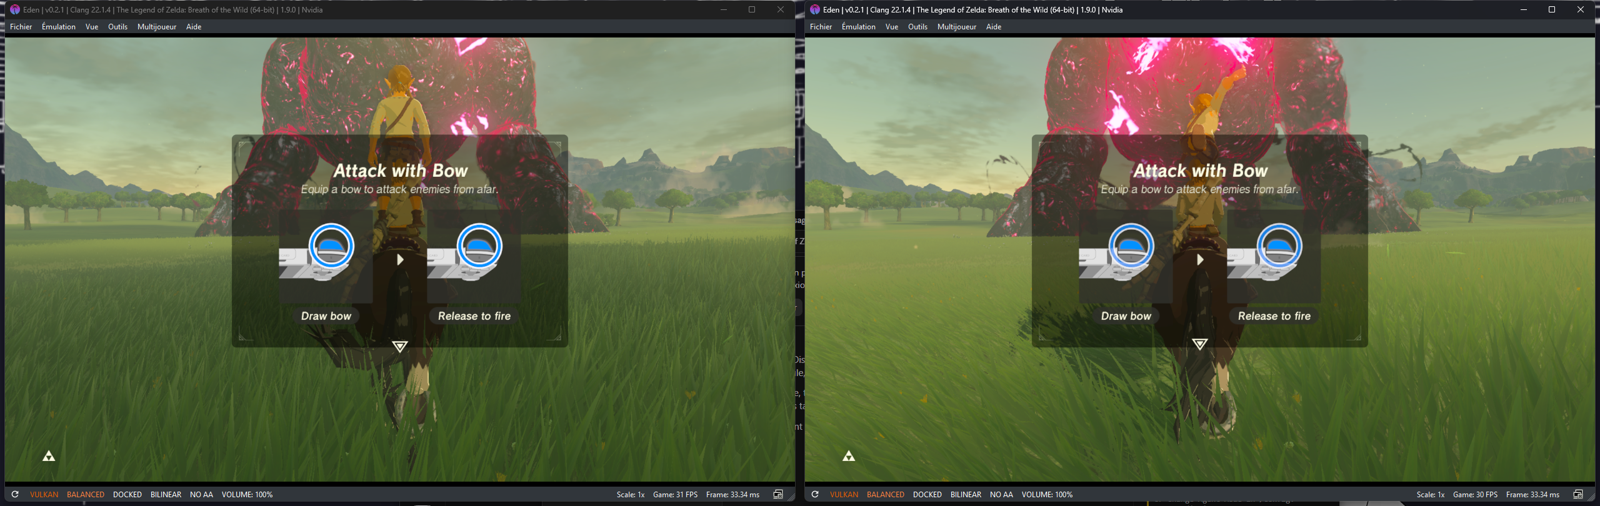 Eden | v0.2.1 | Clang 22.1.4 | The Legend of Zelda: Breath of the Wild (64-bit) | 1.9.0 | Nvidia
Fichier Émulation Vue Outils Multijoueur Aide
Attack with Bow
Equip a bow to attack enemies from afar.
Draw bow
Release to fire
VULKAN BALANCED DOCKED BILINEAR NO AA VOLUME: 100% Scale: 1x Game: 31 FPS Frame: 33.34 ms
Eden | v0.2.1 | Clang 22.1.4 | The Legend of Zelda: Breath of the Wild (64-bit) | 1.9.0 | Nvidia
Fichier Émulation Vue Outils Multijoueur Aide
Attack with Bow
Equip a bow to attack enemies from afar.
Draw bow
Release to fire
VULKAN BALANCED DOCKED BILINEAR NO AA VOLUME: 100% Scale: 1x Game: 30 FPS Frame: 33.34 ms